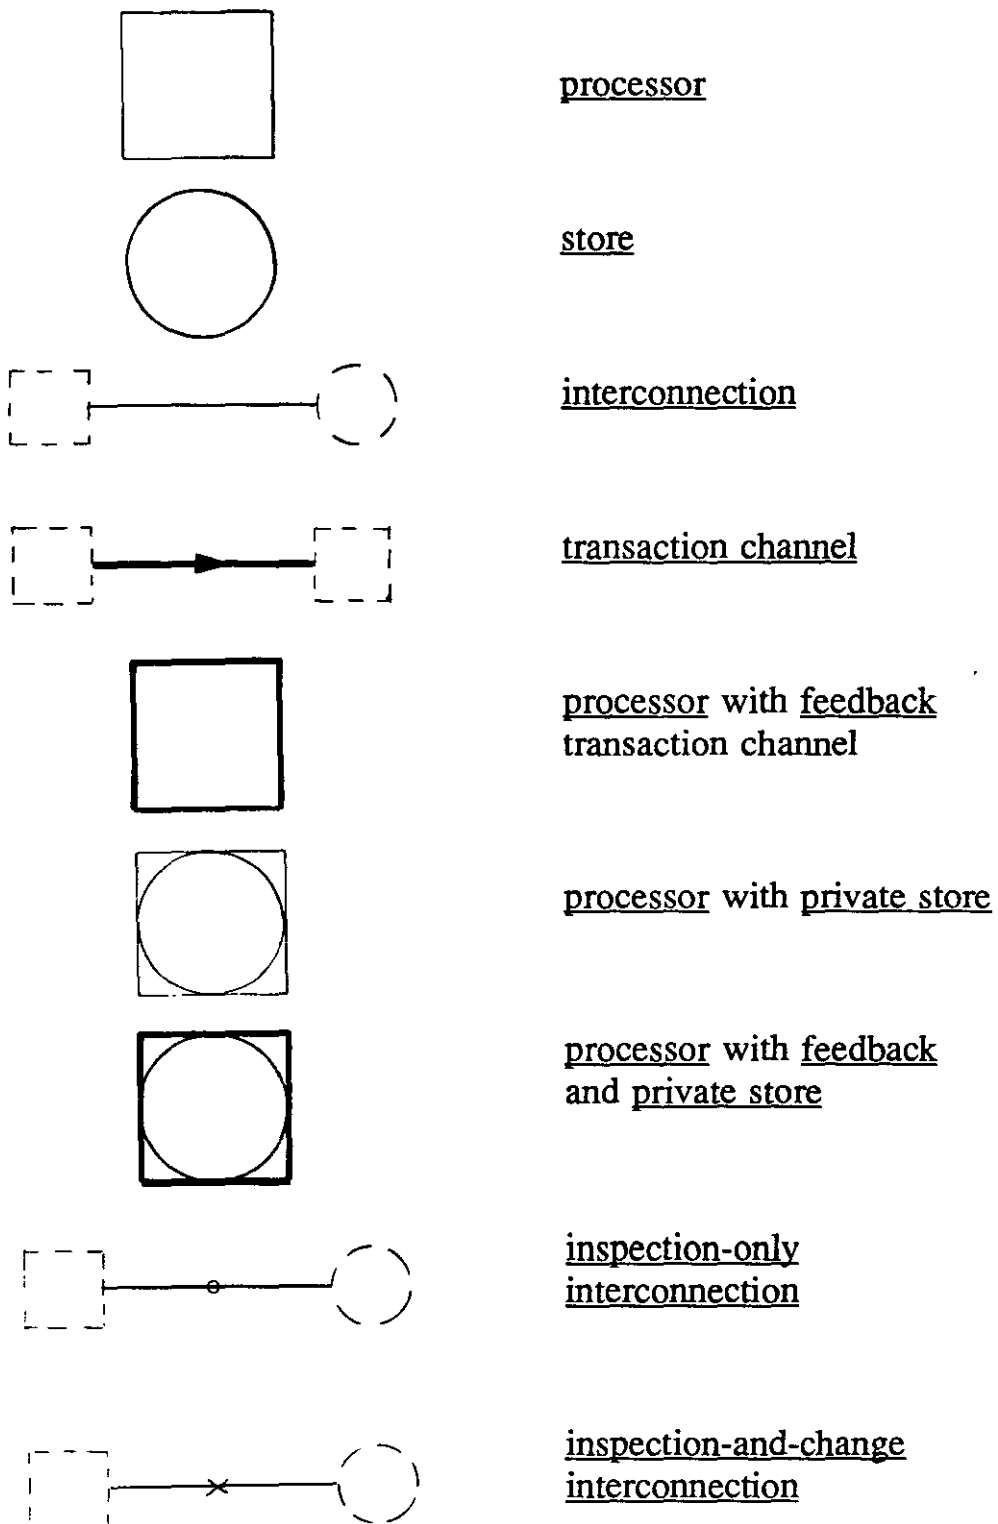 processor
store
interconnection
transaction channel
processor with feedback
transaction channel
processor with private store
processor with feedback
and private store
inspection-only
interconnection
inspection-and-change
interconnection